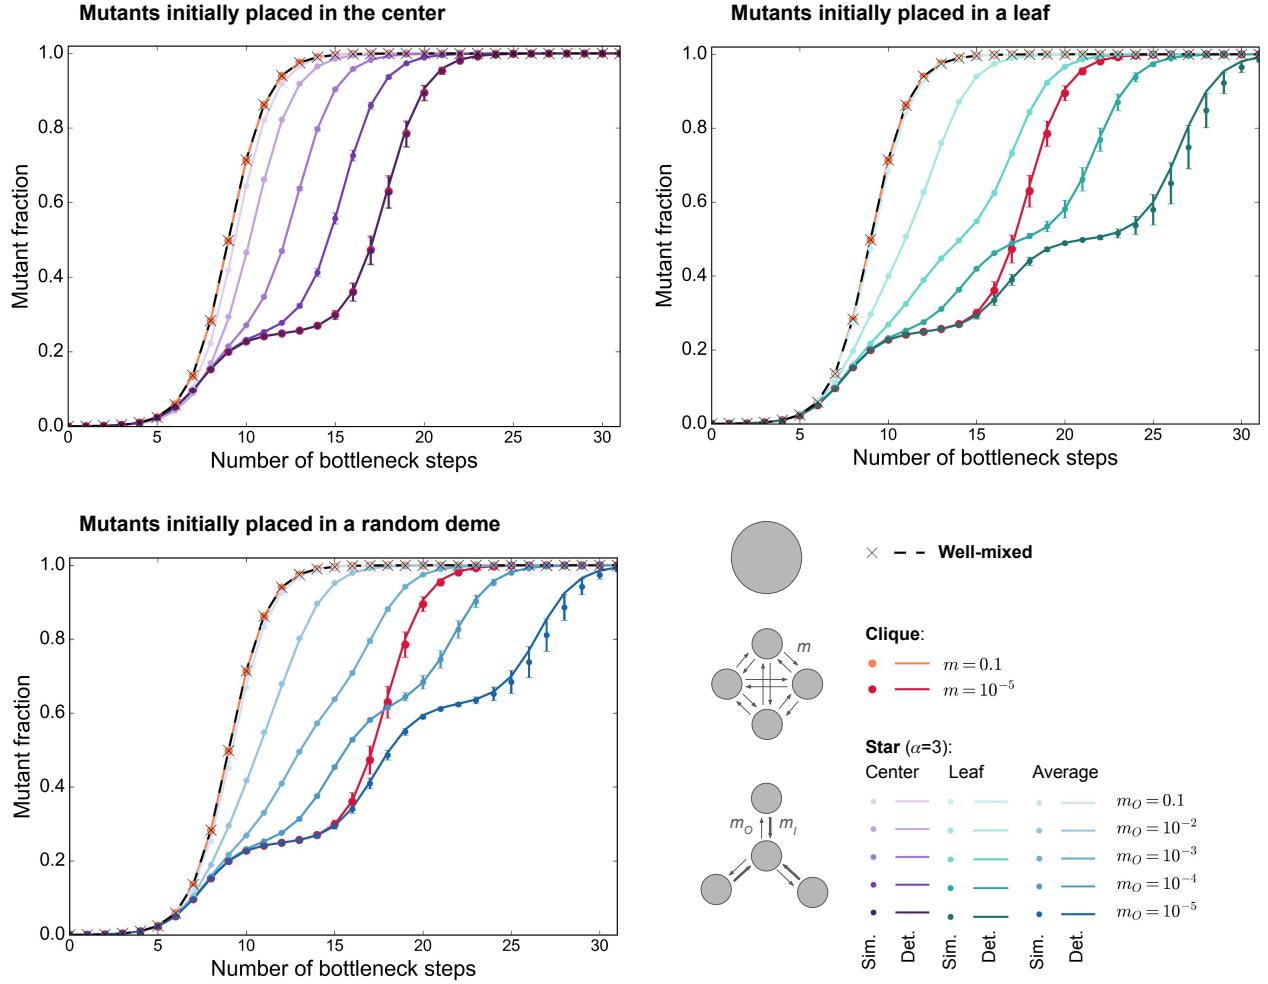 Mutants initially placed in the center
Mutant fraction
1.0
0.8
0.6
0.4
0.2
0.0
0 5 10 15 20 25 30
Number of bottleneck steps
Mutants initially placed in a leaf
Mutant fraction
1.0
0.8
0.6
0.4
0.2
0.0
0 5 10 15 20 25 30
Number of bottleneck steps
Mutants initially placed in a random deme
Mutant fraction
1.0
0.8
0.6
0.4
0.2
0.0
0 5 10 15 20 25 30
Number of bottleneck steps
Well-mixed
m
Clique:
m = 0.1
m = 10⁻⁵
m_O m_I
Star (α=3):
Center Leaf Average
m_O = 0.1
m_O = 10⁻²
m_O = 10⁻³
m_O = 10⁻⁴
m_O = 10⁻⁵
Sim. Det. Sim. Det. Sim. Det.